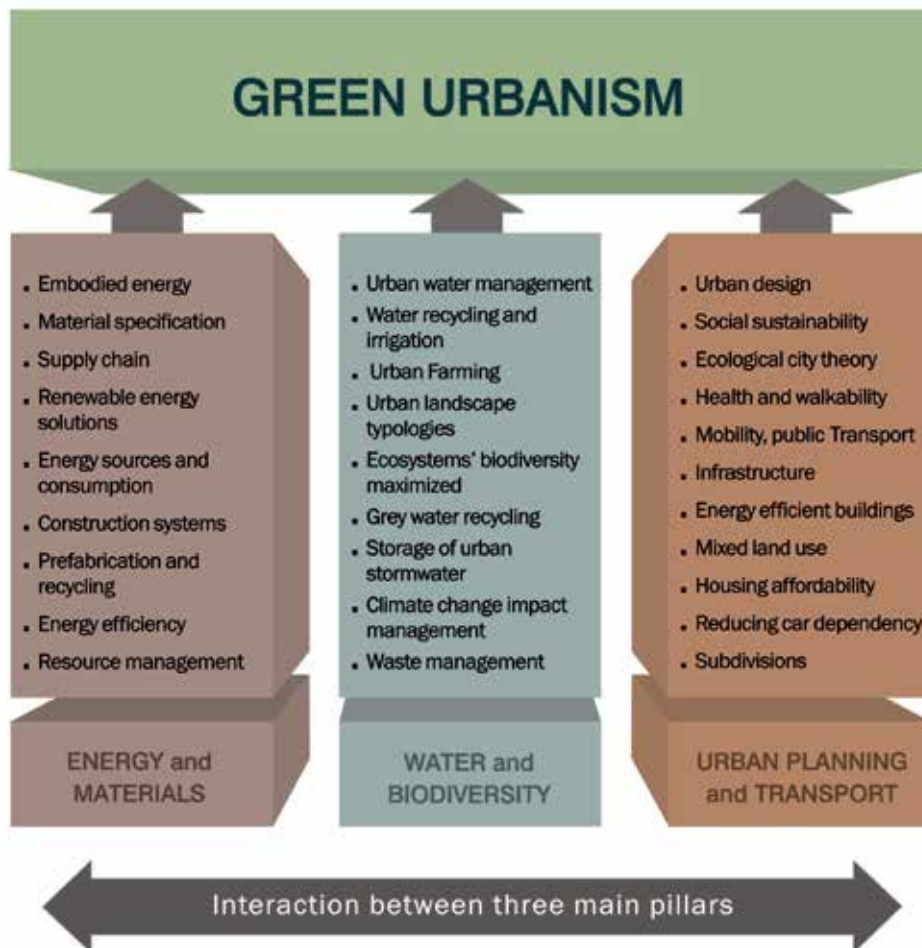 GREEN URBANISM
. Embodied energy
. Material specification
. Supply chain
. Renewable energy
solutions
. Energy sources and
consumption
. Construction systems
. Prefabrication and
recycling
. Energy efficiency
. Resource management
ENERGY and
MATERIALS
. Urban water management
. Water recycling and
irrigation
. Urban Farming
. Urban landscape
typologies
. Ecosystems’ biodiversity
maximized
. Grey water recycling
. Storage of urban
stormwater
. Climate change impact
management
. Waste management
WATER and
BIODIVERSITY
. Urban design
. Social sustainability
. Ecological city theory
. Health and walkability
. Mobility, public Transport
. Infrastructure
. Energy efficient buildings
. Mixed land use
. Housing affordability
. Reducing car dependency
. Subdivisions
URBAN PLANNING
and TRANSPORT
Interaction between three main pillars